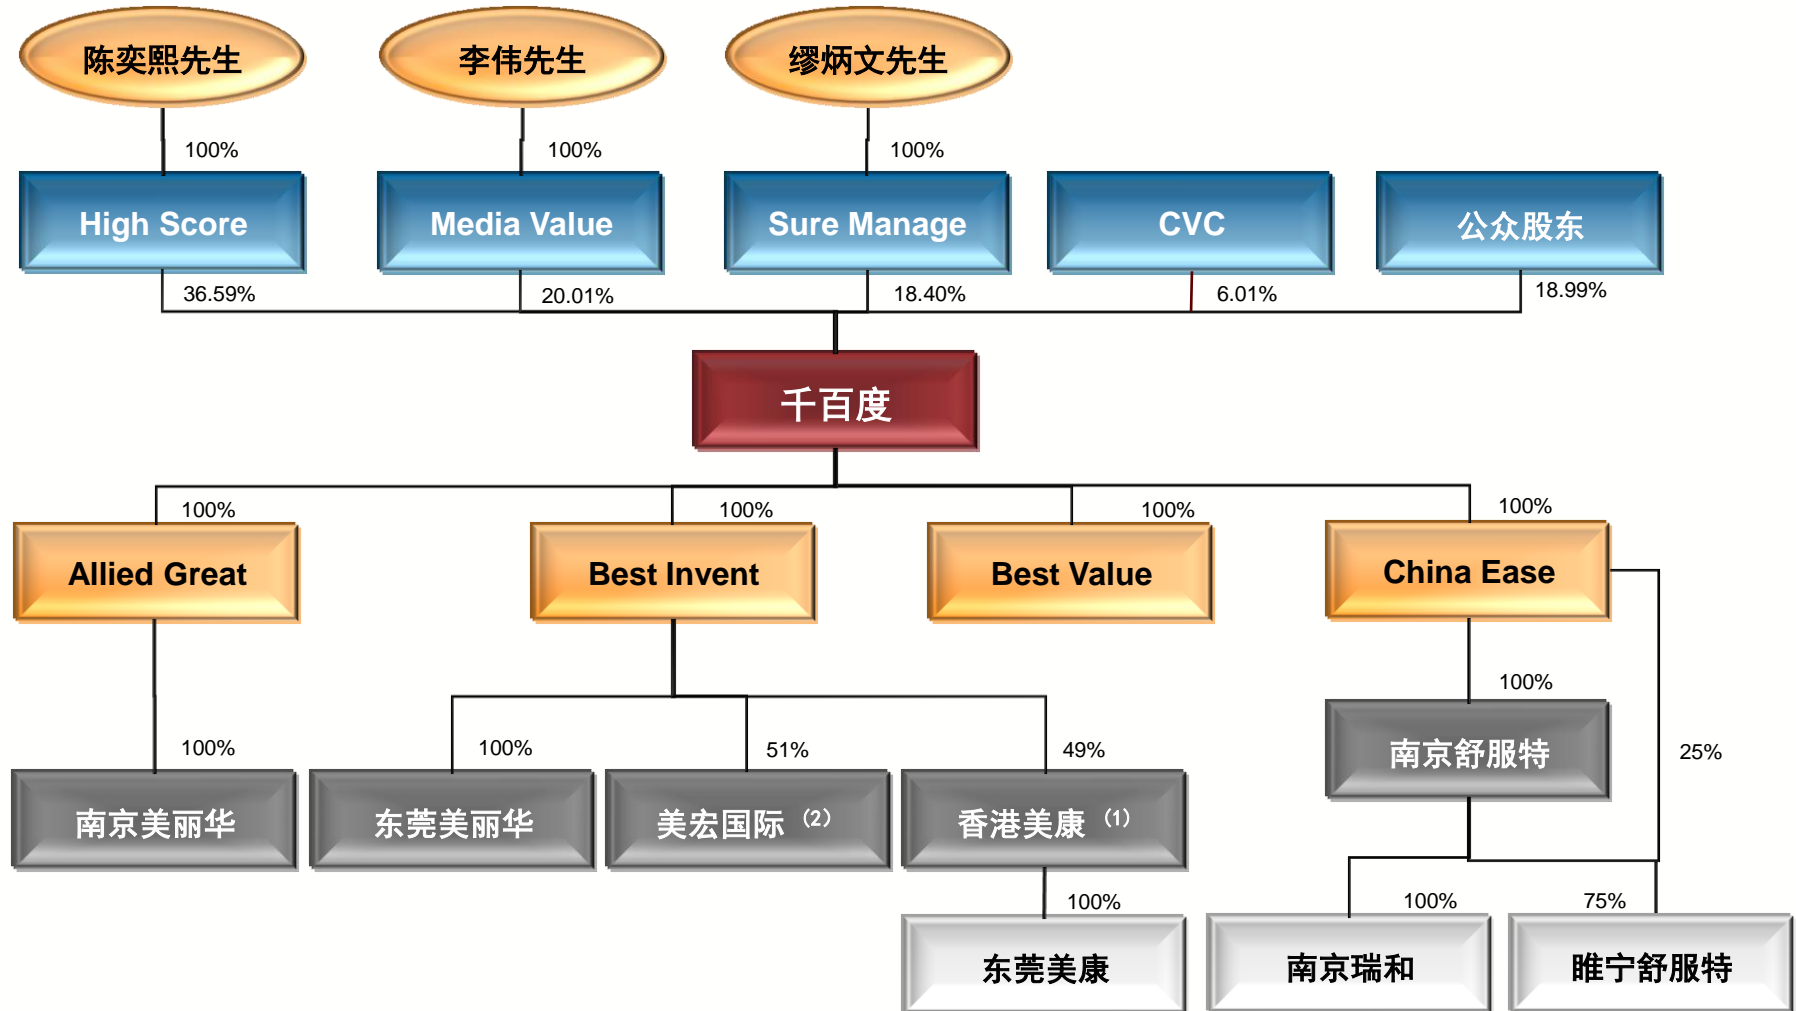 陈奕熙先生
李伟先生
缪炳文先生
100%
100%
100%
High Score
Media Value
Sure Manage
CVC
公众股东
36.59%
20.01%
18.40%
6.01%
18.99%
千百度
100%
100%
100%
100%
Allied Great
Best Invent
Best Value
China Ease
100%
南京舒服特
25%
100%
100%
51%
49%
南京美丽华
东莞美丽华
美宏国际 (2)
香港美康 (1)
100%
100%
75%
东莞美康
南京瑞和
睢宁舒服特